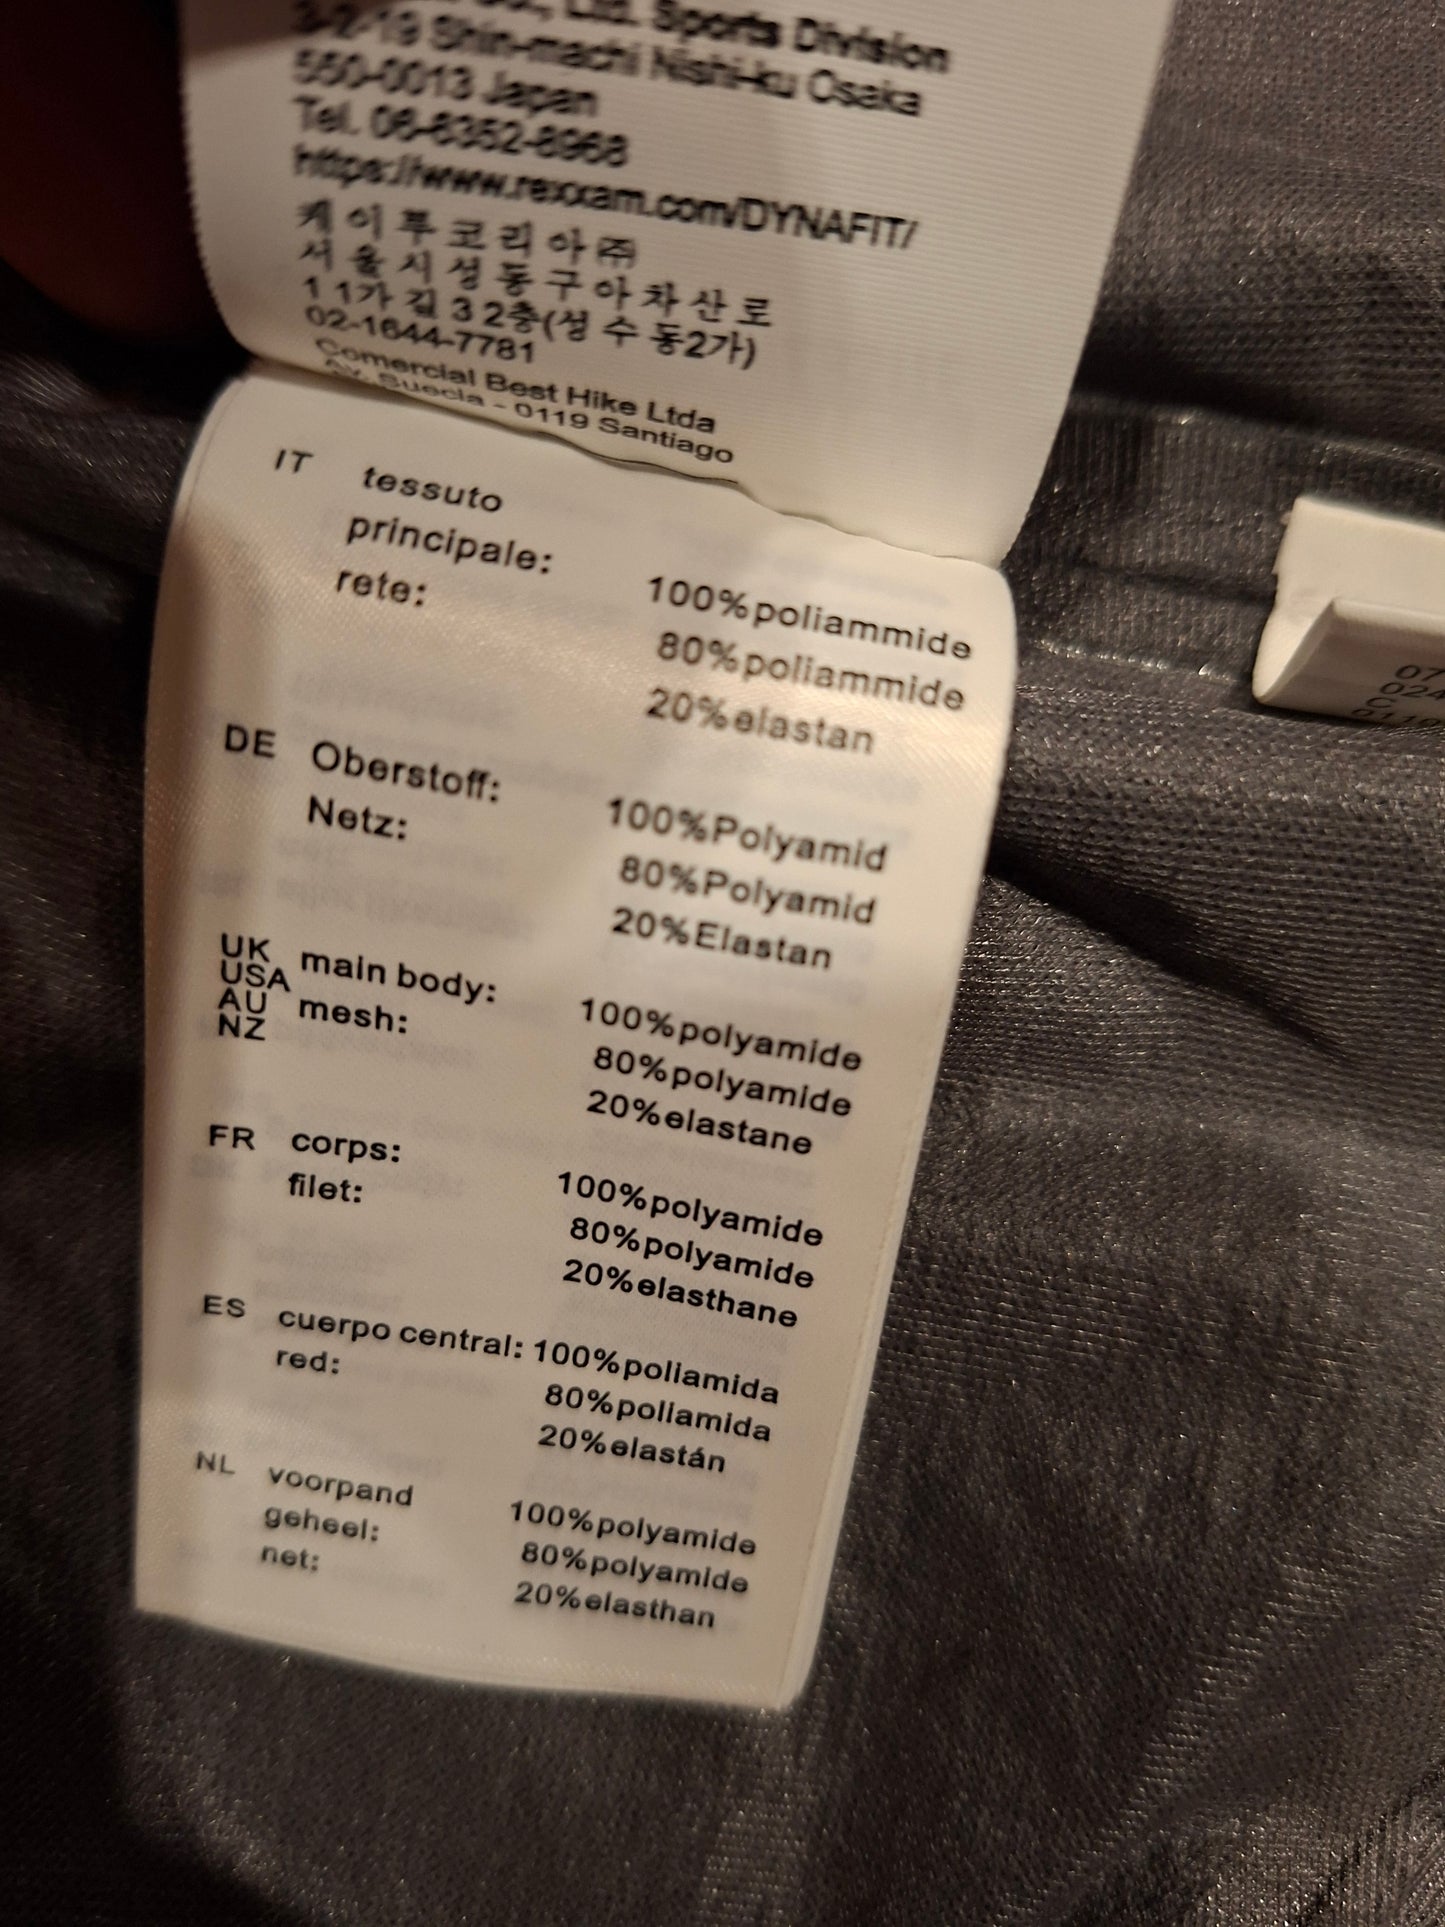 Co., Ltd. Sports Division
3-2-19 Shin-machi Nishi-ku Osaka
550-0013 Japan
Tel. 06-6352-8968
https://www.rexxam.com/DYNAFIT/
케이투코리아㈜
서울시성동구아차산로
11가길 3 2층(성수동2가)
02-1644-7781
Comercial Best Hike Ltda
Av. Suecia - 0119 Santiago
IT tessuto
principale: 100%poliammide
rete: 80%poliammide
20%elastan
DE Oberstoff: 100%Polyamid
Netz: 80%Polyamid
20%Elastan
UK main body: 100%polyamide
USA
AU mesh: 80%polyamide
NZ
20%elastane
FR corps: 100%polyamide
filet: 80%polyamide
20%elasthane
ES cuerpo central: 100%poliamida
red: 80%poliamida
20%elastán
NL voorpand
geheel: 100%polyamide
net: 80%polyamide
20%elasthan
07
024
C
0119